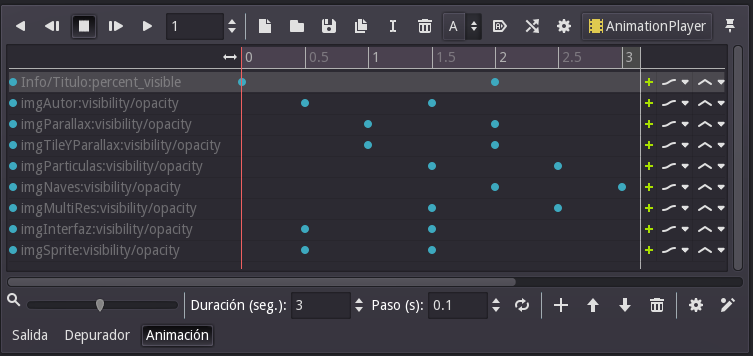 1 A AnimationPlayer
0 0.5 1 1.5 2 2.5 3
Info/Titulo:percent_visible
imgAutor:visibility/opacity
imgParallax:visibility/opacity
imgTileYParallax:visibility/opacity
imgParticulas:visibility/opacity
imgNaves:visibility/opacity
imgMultiRes:visibility/opacity
imgInterfaz:visibility/opacity
imgSprite:visibility/opacity
Duración (seg.): 3 Paso (s): 0.1
Salida Depurador Animación